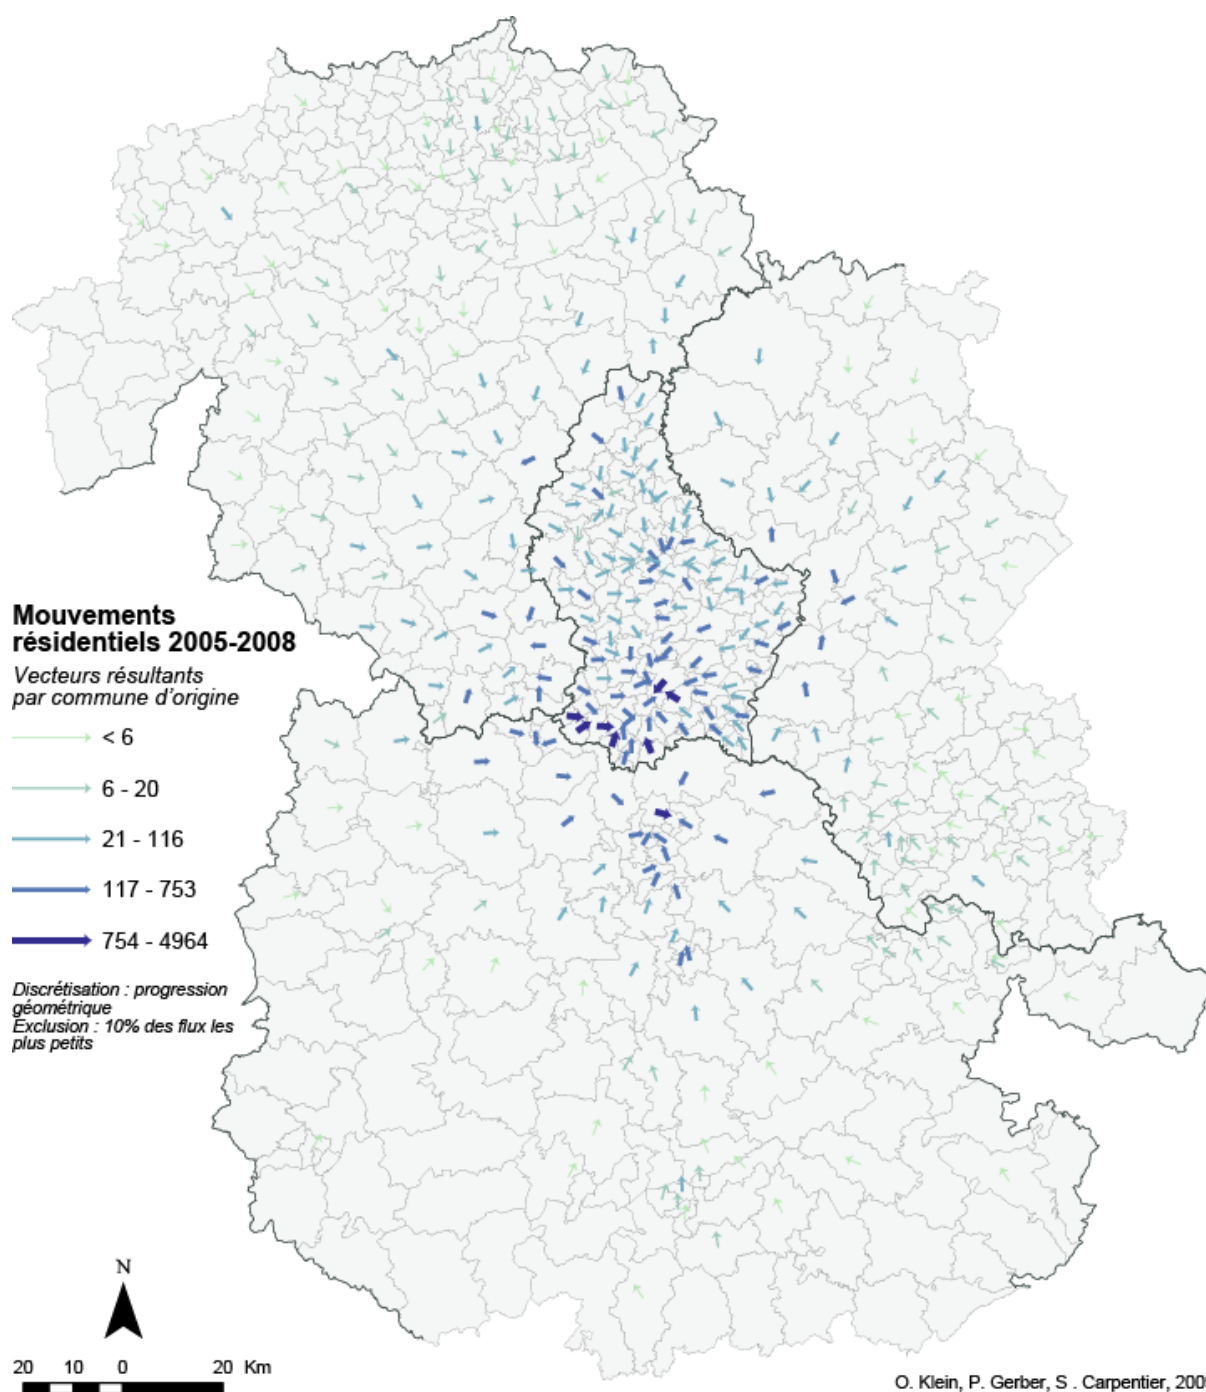 Mouvements
résidentiels 2005-2008
Vecteurs résultants
par commune d'origine
< 6
6 - 20
21 - 116
117 - 753
754 - 4964
Discrétisation : progression
géométrique
Exclusion : 10% des flux les
plus petits
N
20 10 0 20 Km
O. Klein, P. Gerber, S . Carpentier, 200